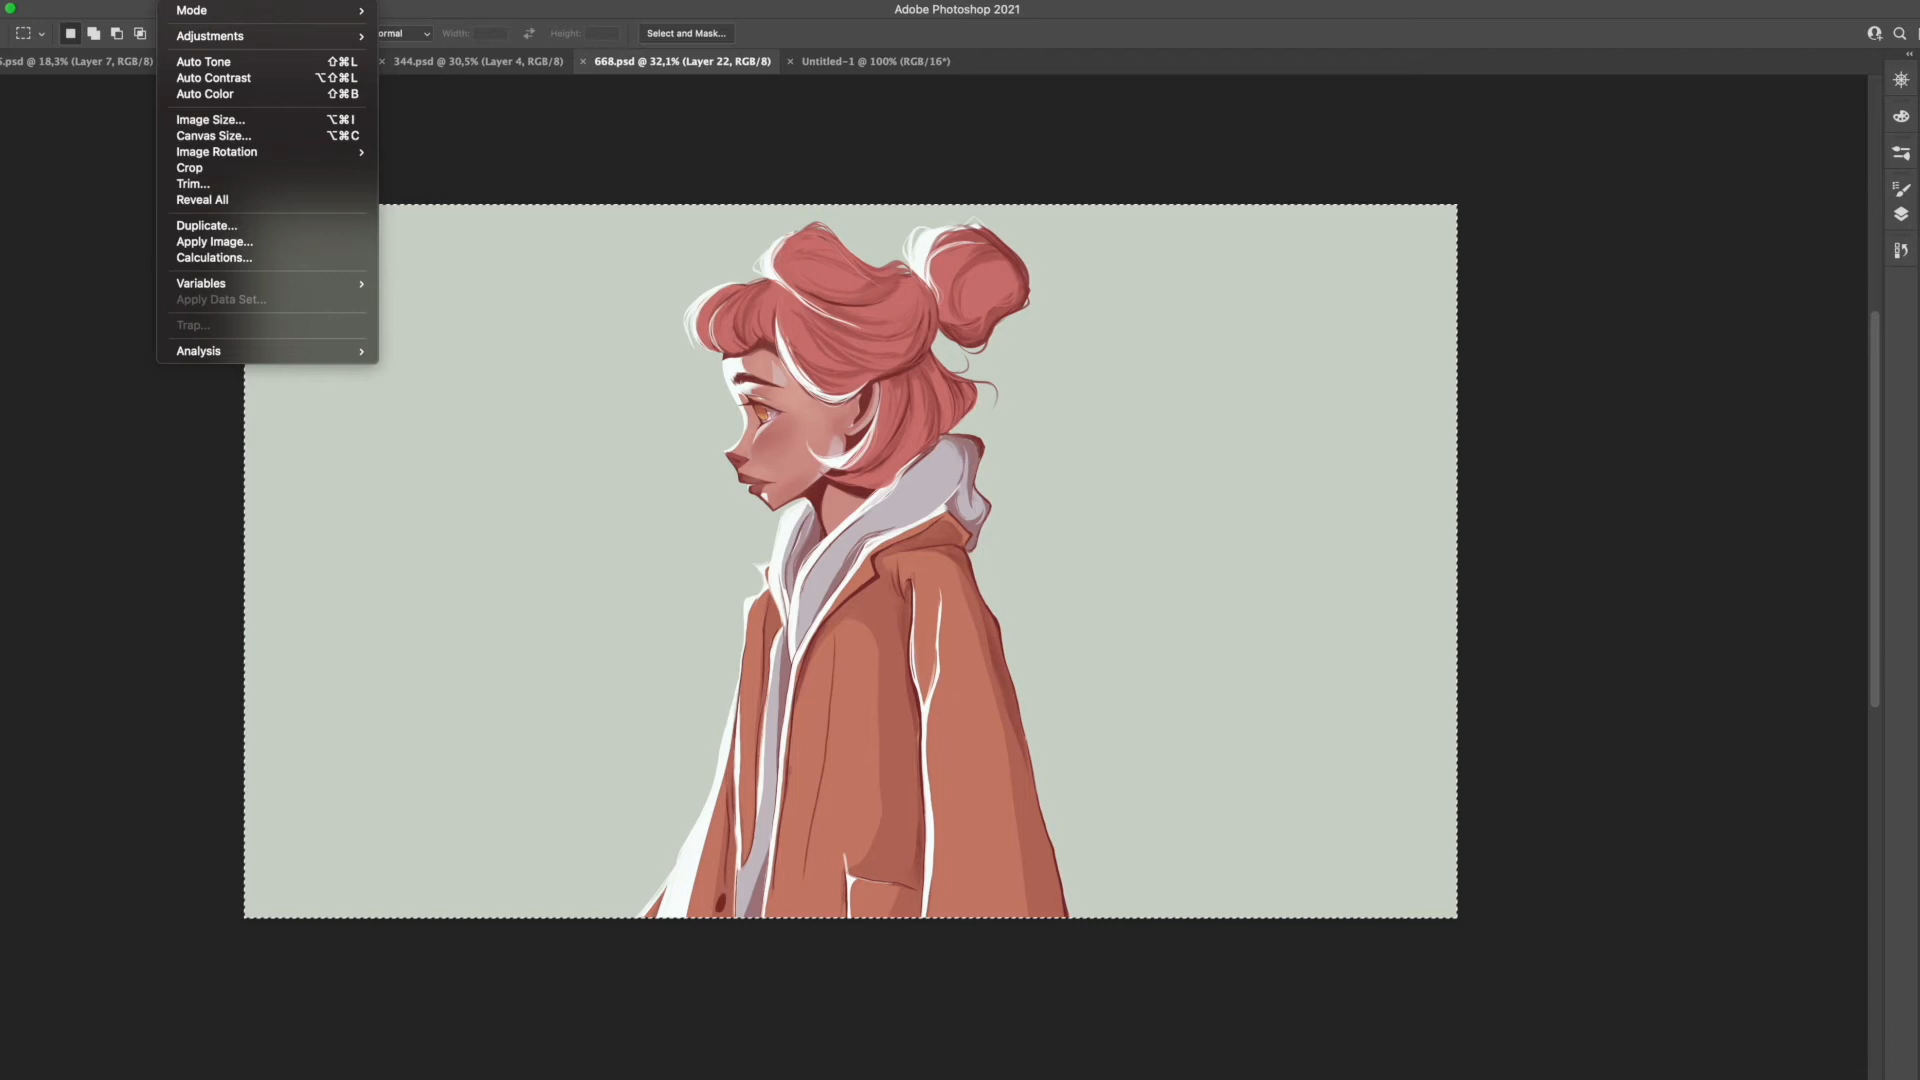 Adobe Photoshop 2021
Mode
Adjustments
Auto Tone ⇧⌘L
Auto Contrast ⌥⇧⌘L
Auto Color ⇧⌘B
Image Size... ⌥⌘I
Canvas Size... ⌥⌘C
Image Rotation
Crop
Trim...
Reveal All
Duplicate...
Apply Image...
Calculations...
Variables
Apply Data Set...
Trap...
Analysis
Width: Height: Select and Mask...
.psd @ 18,3% (Layer 7, RGB/8) × 344.psd @ 30,5% (Layer 4, RGB/8) × 668.psd @ 32,1% (Layer 22, RGB/8) × Untitled-1 @ 100% (RGB/16*)